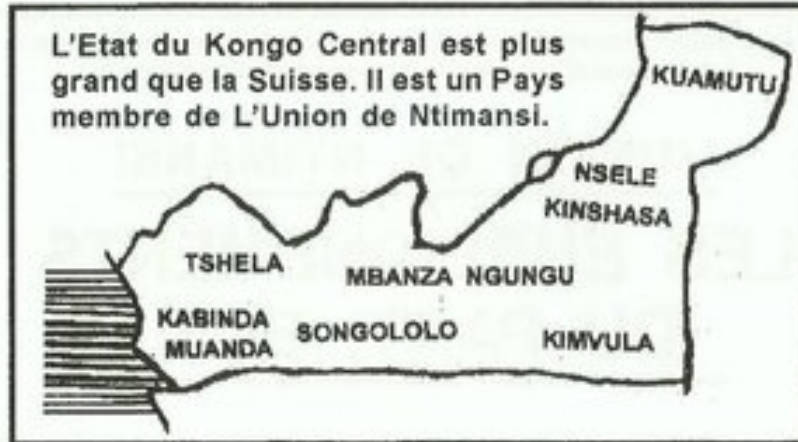 L'Etat du Kongo Central est plus
grand que la Suisse. Il est un Pays
membre de L'Union de Ntimansi.
KUAMUTU
NSELE
KINSHASA
TSHELA
MBANZA NGUNGU
KABINDA
MUANDA
SONGOLOLO
KIMVULA